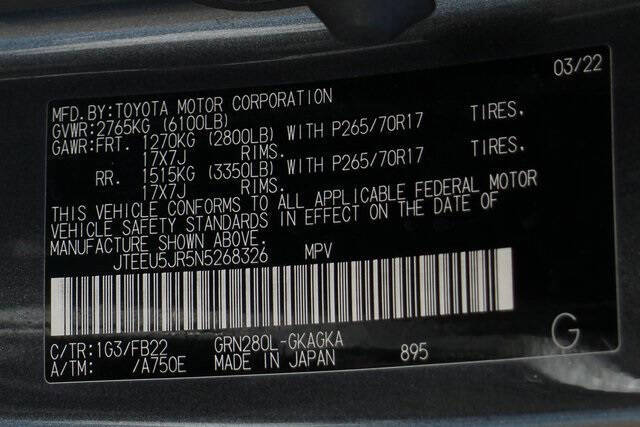 03/22
MFD.BY:TOYOTA MOTOR CORPORATION
GVWR:2765KG (6100LB)
GAWR:FRT. 1270KG (2800LB) WITH P265/70R17 TIRES,
17X7J RIMS.
RR. 1515KG (3350LB) WITH P265/70R17 TIRES,
17X7J RIMS.
THIS VEHICLE CONFORMS TO ALL APPLICABLE FEDERAL MOTOR
VEHICLE SAFETY STANDARDS IN EFFECT ON THE DATE OF
MANUFACTURE SHOWN ABOVE.
JTEEU5JR5N5268326 MPV
C/TR:1G3/FB22 GRN280L-GKAGKA G
A/TM: /A750E MADE IN JAPAN 895